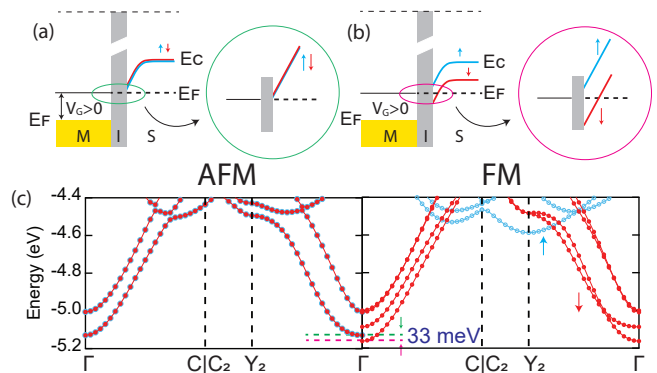 (a)
↑↓
EC
EF
VG>0
EF
M I S
↑↓
(b)
↑
EC
↓
EF
VG>0
EF
M I S
↑
↓
AFM FM
(c)
Energy (eV)
-4.4
-4.6
-4.8
-5.0
-5.2
33 meV
↑
↓
Γ C|C₂ Y₂ Γ C|C₂ Y₂ Γ